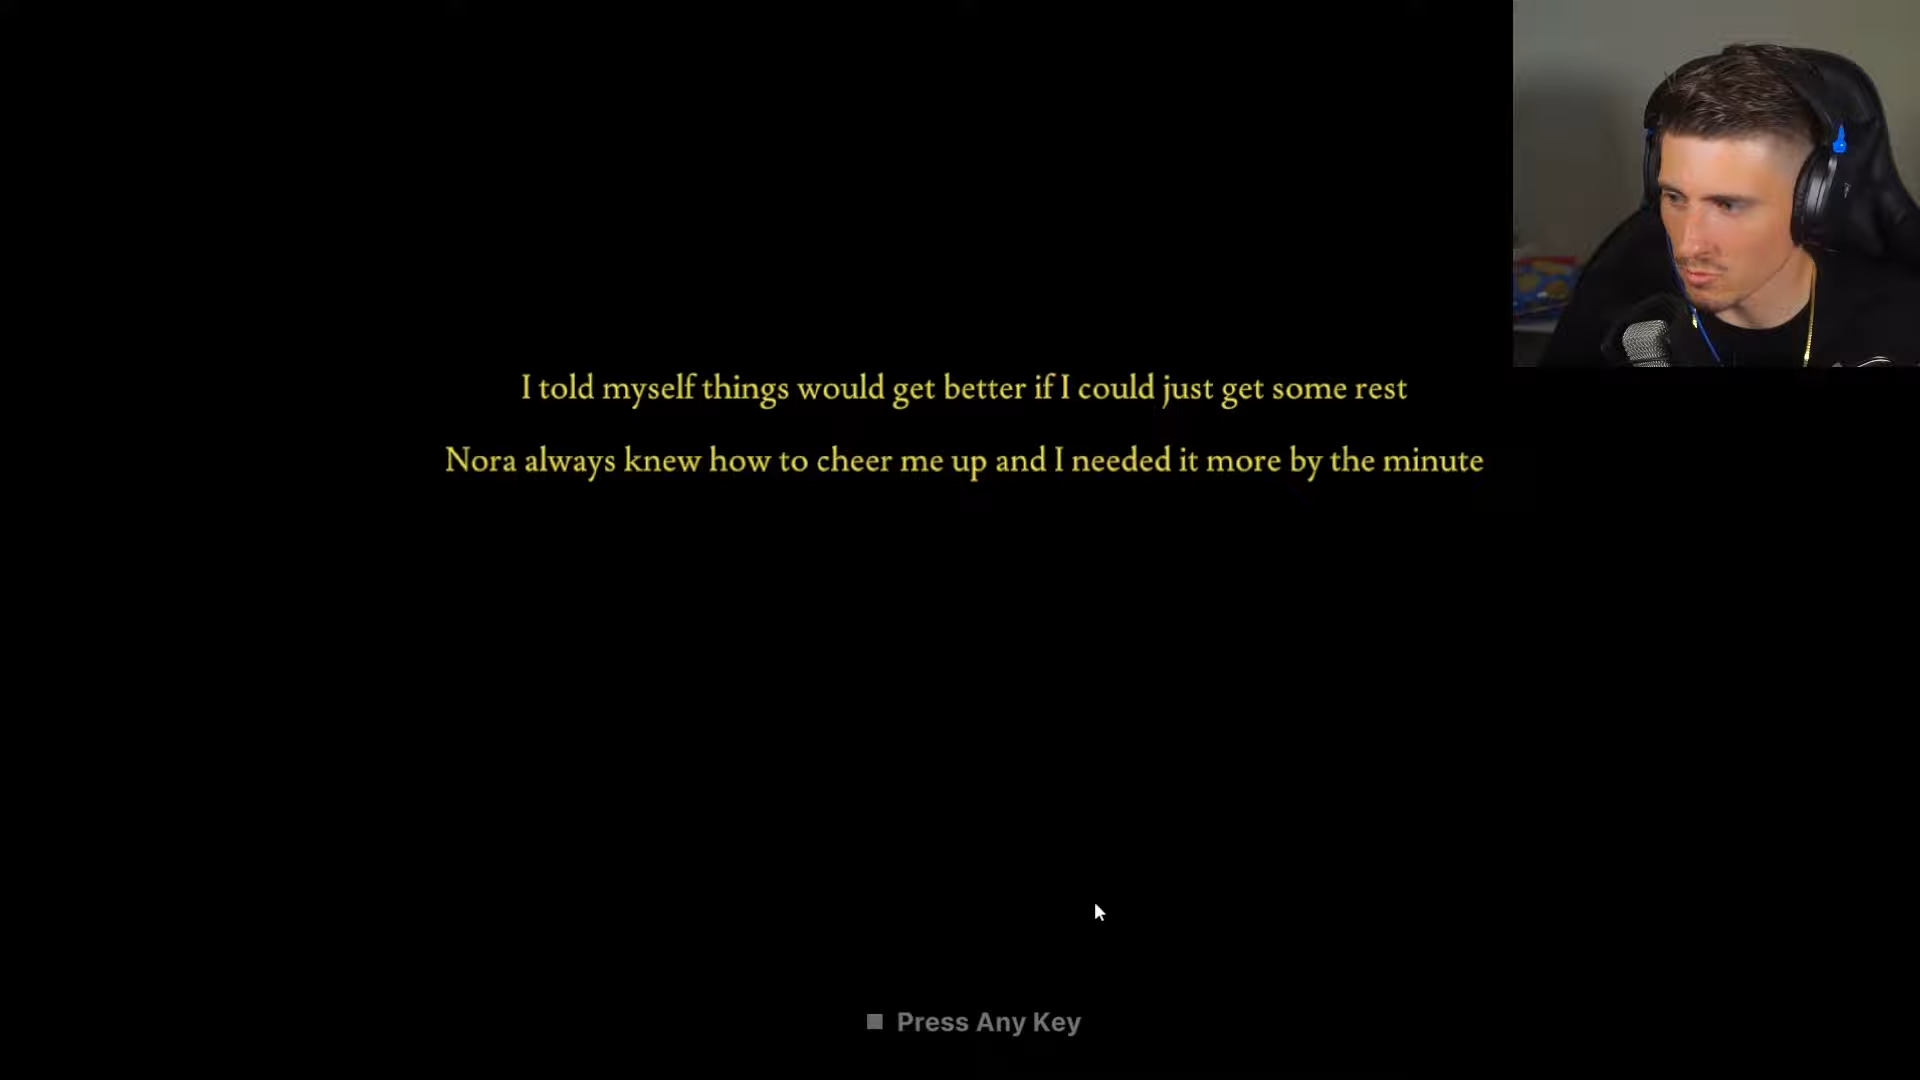 I told myself things would get better if I could just get some rest
Nora always knew how to cheer me up and I needed it more by the minute
Press Any Key